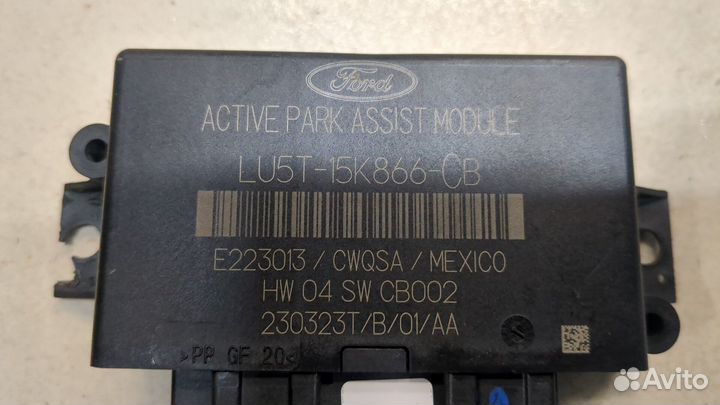 Ford
ACTIVE PARK ASSIST MODULE
LU5T-15K866-CB
E223013 / CWQSA / MEXICO
HW 04 SW CB002
230323T/B/01/AA
>PP GF 20<
Avito